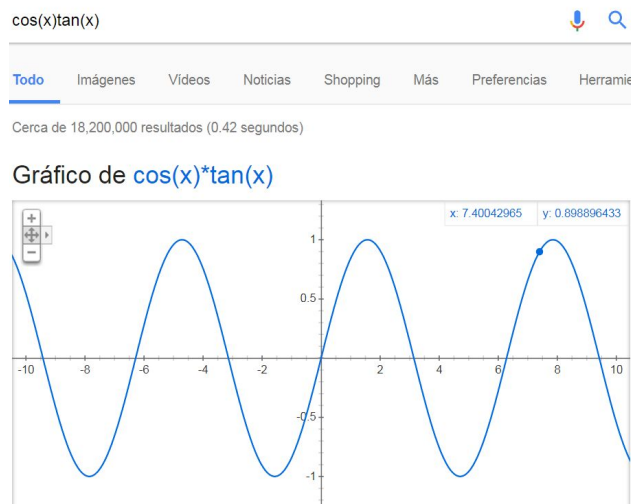 cos(x)tan(x)
Todo Imágenes Vídeos Noticias Shopping Más Preferencias Herramie
Cerca de 18,200,000 resultados (0.42 segundos)
Gráfico de cos(x)*tan(x)
x: 7.40042965 y: 0.898896433
+
−
1
0.5
-10 -8 -6 -4 -2 2 4 6 8 10
-0.5
-1